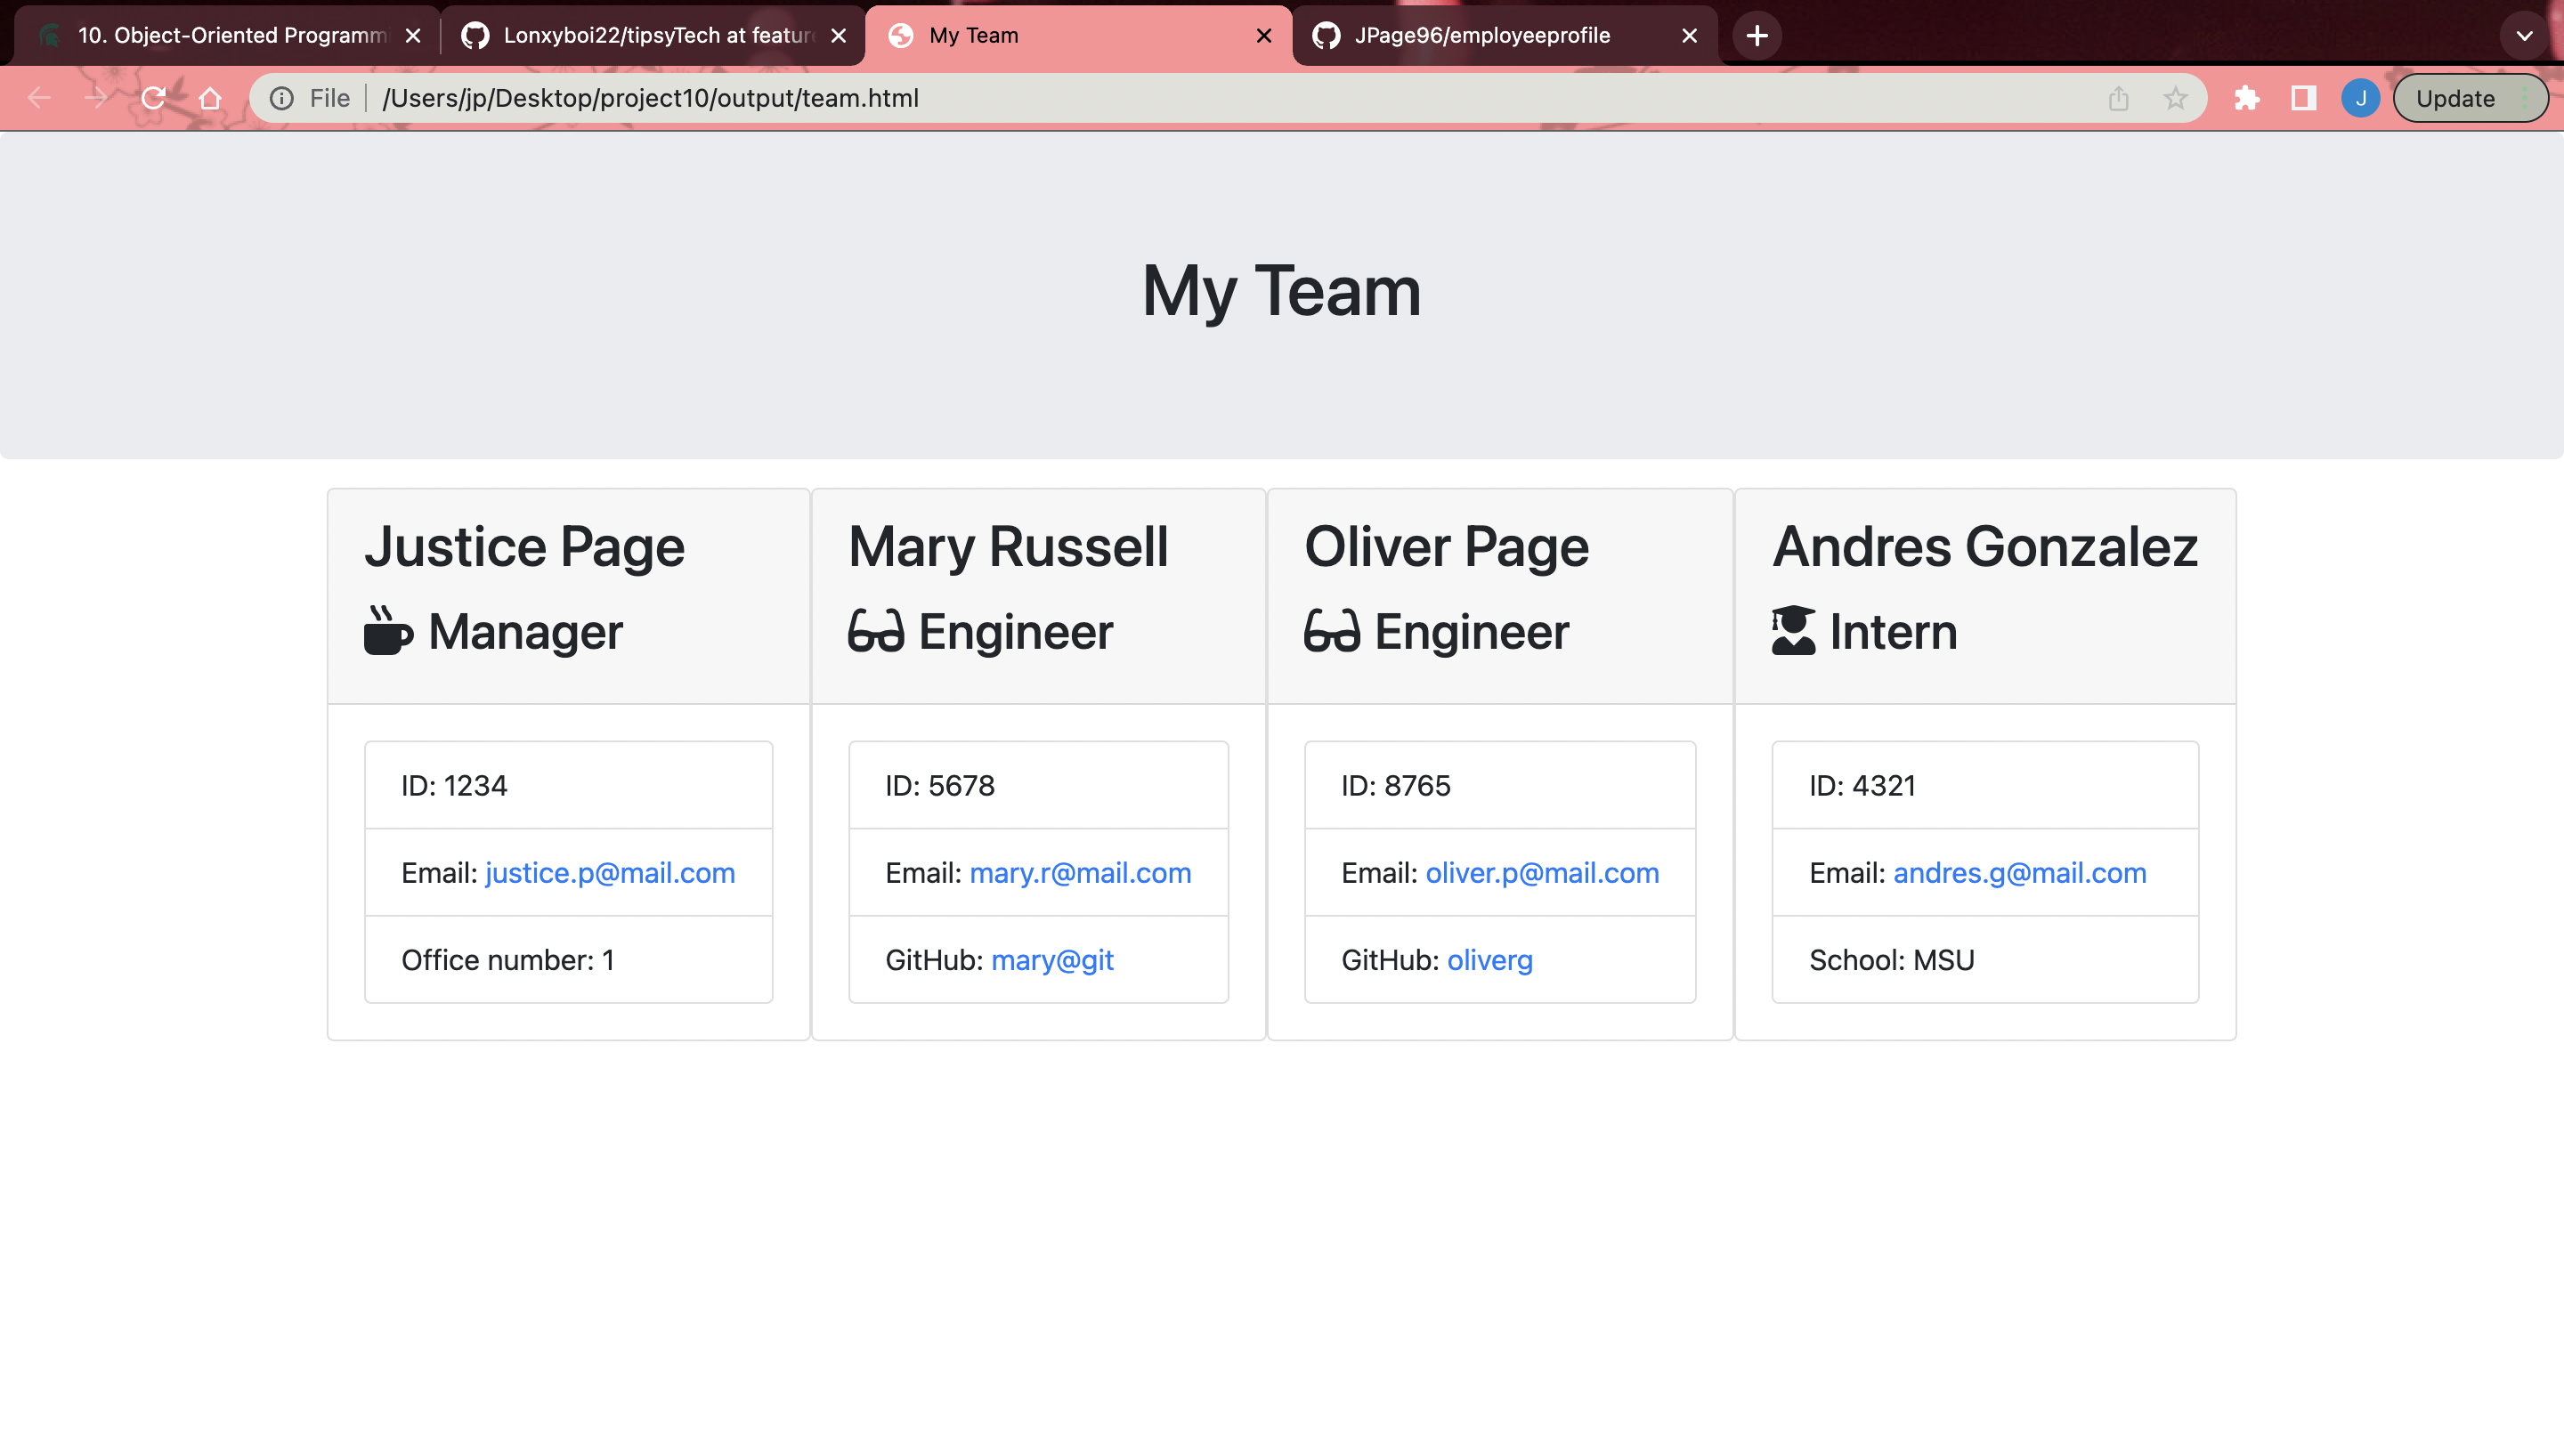 10. Object-Oriented Programm
Lonxyboi22/tipsyTech at feature
My Team
JPage96/employeeprofile
File
/Users/jp/Desktop/project10/output/team.html
J
Update
My Team
Justice Page
Manager
ID: 1234
Email: justice.p@mail.com
Office number: 1
Mary Russell
Engineer
ID: 5678
Email: mary.r@mail.com
GitHub: mary@git
Oliver Page
Engineer
ID: 8765
Email: oliver.p@mail.com
GitHub: oliverg
Andres Gonzalez
Intern
ID: 4321
Email: andres.g@mail.com
School: MSU